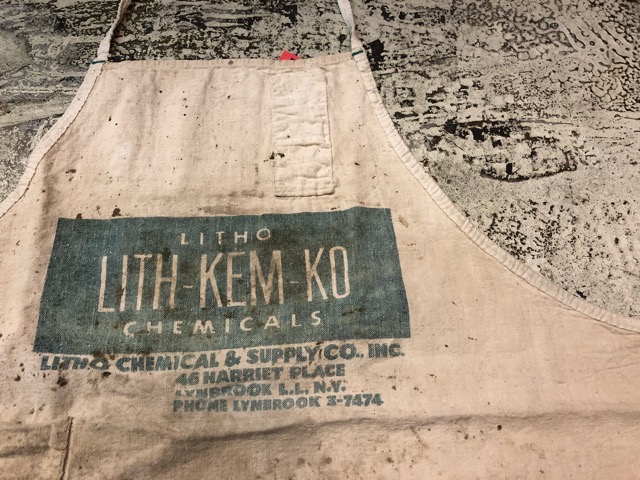 LITHO
LITH-KEM-KO
CHEMICALS
LITHO CHEMICAL & SUPPLY CO., INC.
46 HARRIET PLACE
LYNBROOK L.I., N.Y.
PHONE LYNBROOK 3-7474